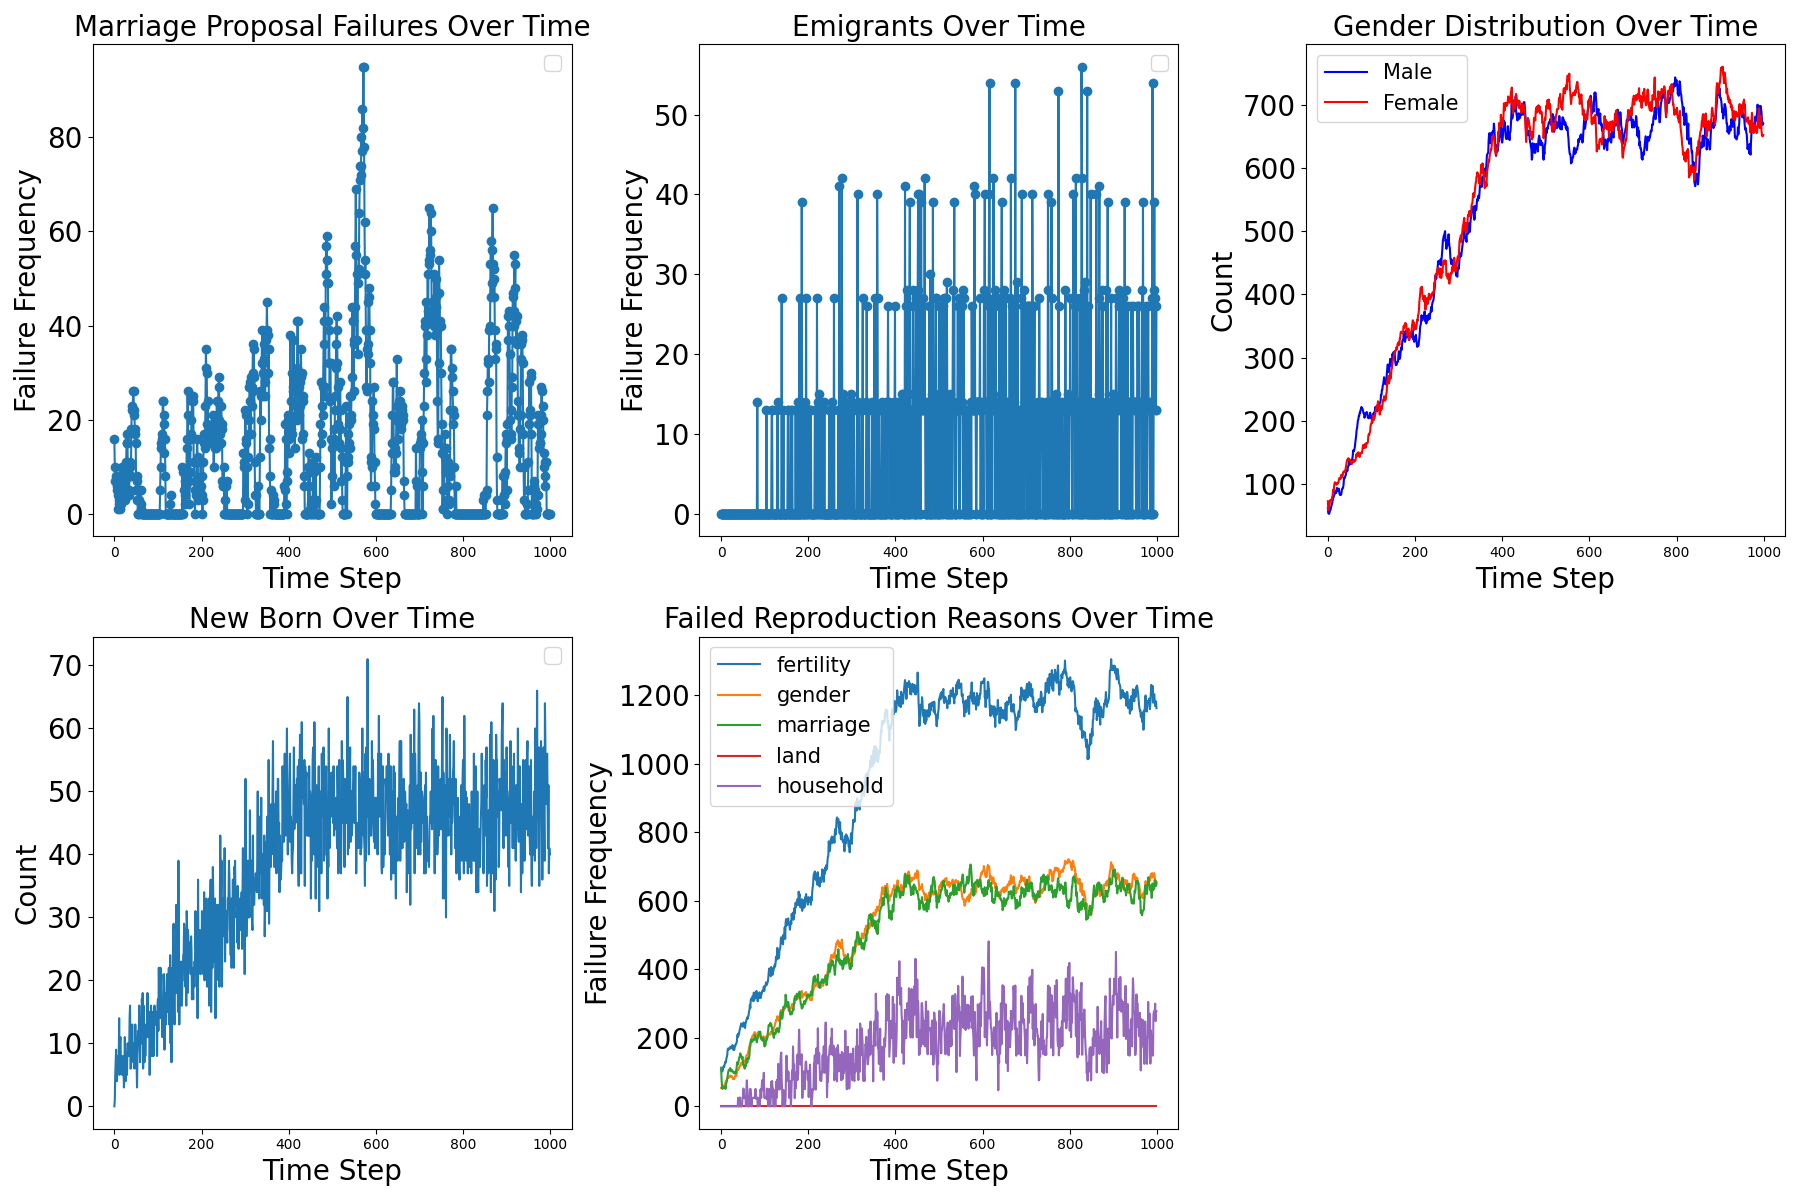 Marriage Proposal Failures Over Time
Failure Frequency
80
60
40
20
0
0 200 400 600 800 1000
Time Step
Emigrants Over Time
Failure Frequency
50
40
30
20
10
0
0 200 400 600 800 1000
Time Step
Gender Distribution Over Time
Male
Female
Count
700
600
500
400
300
200
100
0 200 400 600 800 1000
Time Step
New Born Over Time
Count
70
60
50
40
30
20
10
0
0 200 400 600 800 1000
Time Step
Failed Reproduction Reasons Over Time
fertility
gender
marriage
land
household
Failure Frequency
1200
1000
800
600
400
200
0
0 200 400 600 800 1000
Time Step